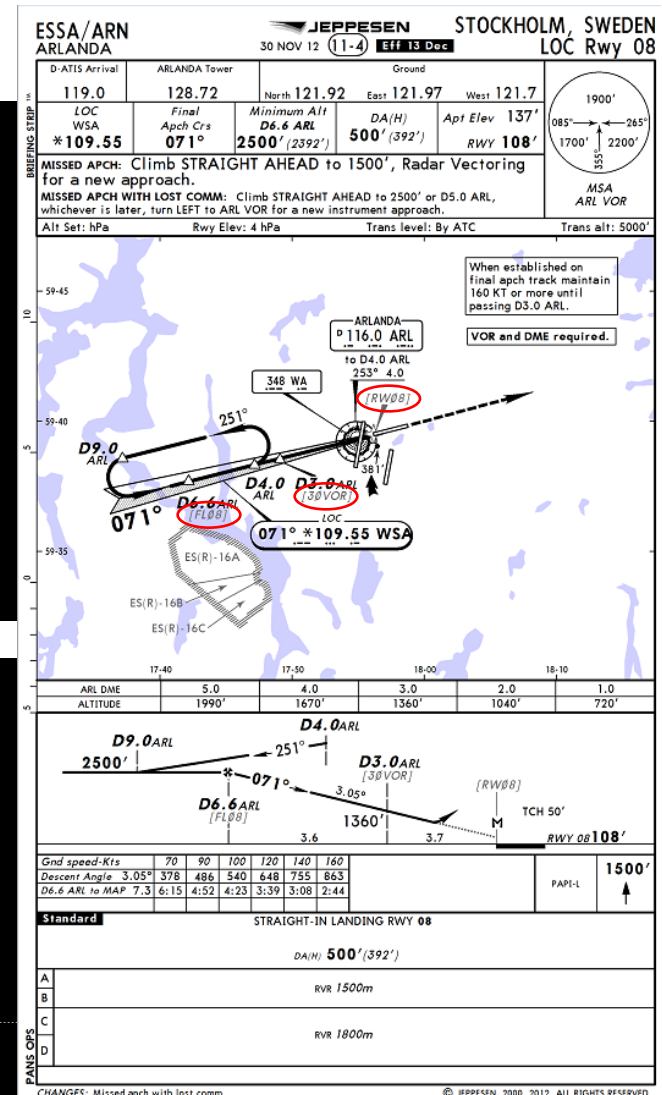 ESSA/ARN
ARLANDA
JEPPESEN
30 NOV 12 11-4 Eff 13 Dec
STOCKHOLM, SWEDEN
LOC Rwy 08
BRIEFING STRIP TM
D-ATIS Arrival ARLANDA Tower Ground
119.0 128.72 North 121.92 East 121.97 West 121.7
LOC WSA *109.55
Final Apch Crs 071°
Minimum Alt D6.6 ARL 2500' (2392')
DA(H) 500' (392')
Apt Elev 137'
RWY 108'
MISSED APCH: Climb STRAIGHT AHEAD to 1500', Radar Vectoring
for a new approach.
MISSED APCH WITH LOST COMM: Climb STRAIGHT AHEAD to 2500' or D5.0 ARL,
whichever is later, turn LEFT to ARL VOR for a new instrument approach.
Alt Set: hPa Rwy Elev: 4 hPa Trans level: By ATC Trans alt: 5000'
1900'
085° 265°
1700' 2200'
355°
MSA
ARL VOR
When established on
final apch track maintain
160 KT or more until
passing D3.0 ARL.
VOR and DME required.
59-45
10
ARLANDA
D 116.0 ARL
to D4.0 ARL
253° 4.0
348 WA
[RWØ8]
59-40
251°
D9.0
ARL
5
381'
D4.0
ARL
D3.0ARL
[3ØVOR]
D6.6ARL
[FLØ8]
071°
LOC
071° *109.55 WSA
59-35
ES(R)-16A
0
ES(R)-16B
ES(R)-16C
17-40 17-50 18-00 18-10
5
ARL DME 5.0 4.0 3.0 2.0 1.0
ALTITUDE 1990' 1670' 1360' 1040' 720'
D4.0ARL
D9.0ARL
251°
2500'
D3.0ARL
[3ØVOR]
071°
[RWØ8]
3.05°
D6.6ARL
[FLØ8]
1360'
TCH 50'
M
3.6 3.7 RWY 08 108'
Gnd speed-Kts 70 90 100 120 140 160
Descent Angle 3.05° 378 486 540 648 755 863
D6.6 ARL to MAP 7.3 6:15 4:52 4:23 3:39 3:08 2:44
PAPI-L
1500'
Standard STRAIGHT-IN LANDING RWY 08
DA(H) 500' (392')
A
B
RVR 1500m
C
D
RVR 1800m
PANS OPS
CHANGES: Missed apch with lost comm. © JEPPESEN, 2000, 2012. ALL RIGHTS RESERVED.